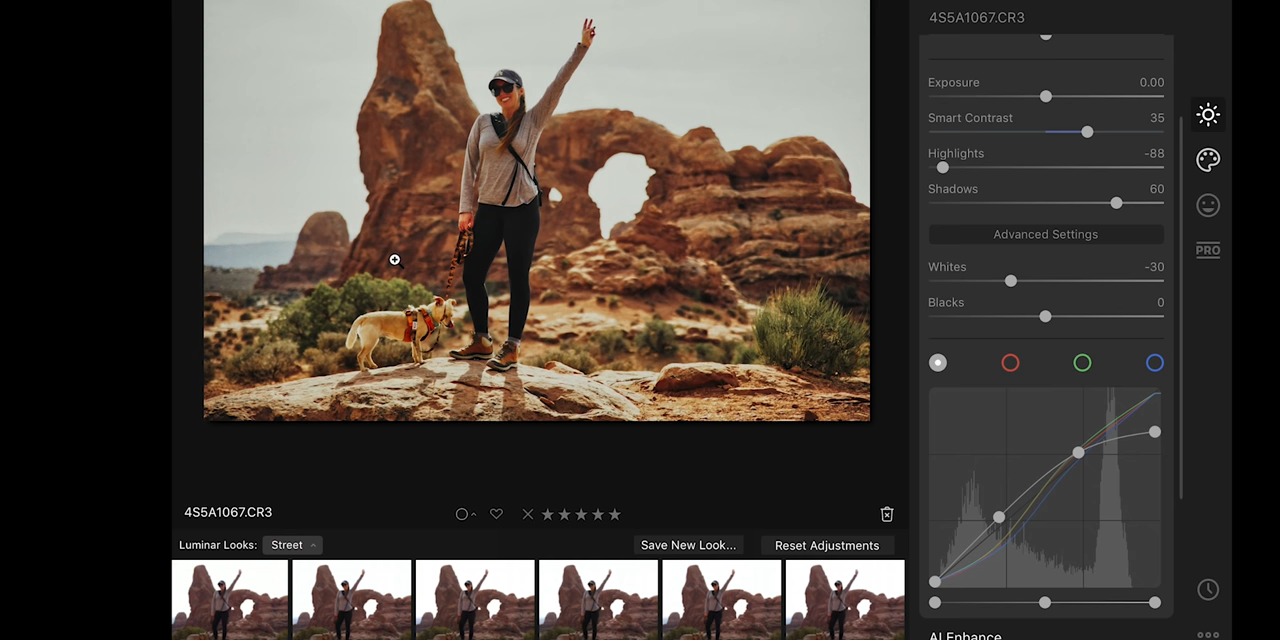 4S5A1067.CR3
Exposure 0.00
Smart Contrast 35
Highlights -88
Shadows 60
Advanced Settings
Whites -30
Blacks 0
PRO
4S5A1067.CR3
Luminar Looks: Street Save New Look... Reset Adjustments
AI Enhance